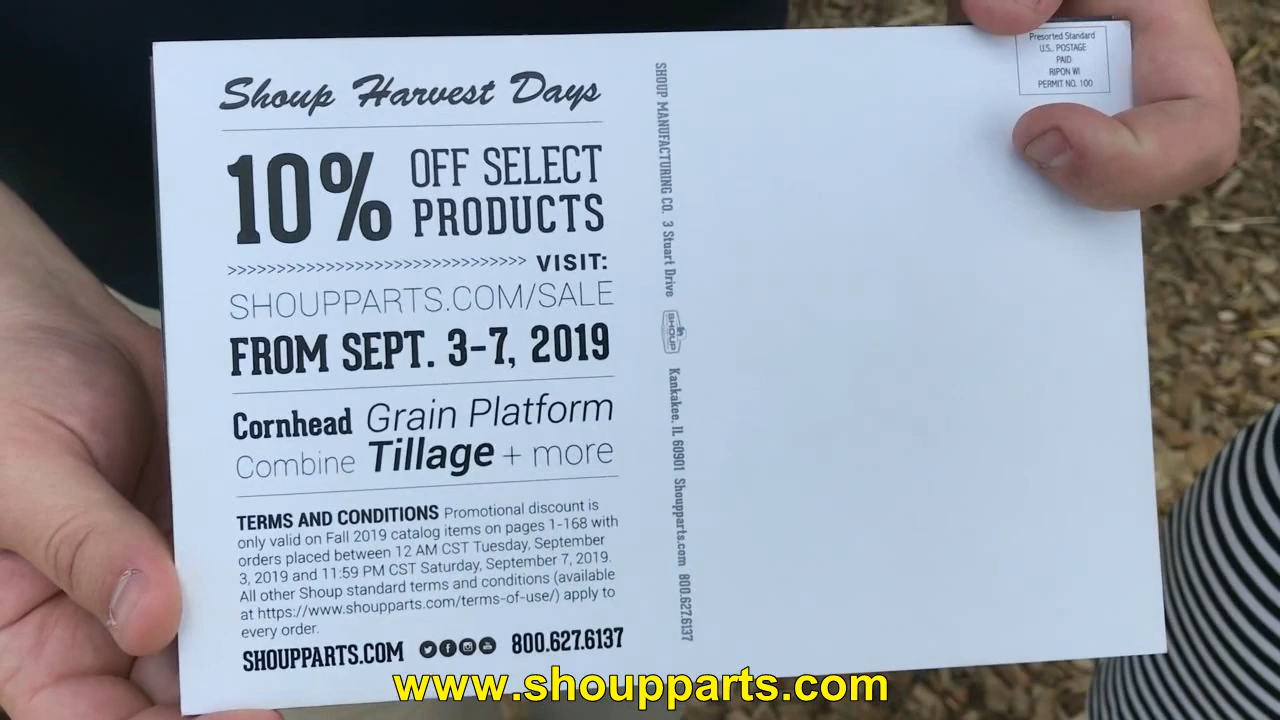 Shoup Harvest Days
10% OFF SELECT PRODUCTS
>>>>>>>>>>>>>>>>>>>>>>>>>>>>>>> VISIT:
SHOUPPARTS.COM/SALE
FROM SEPT. 3-7, 2019
Cornhead Grain Platform
Combine Tillage + more
TERMS AND CONDITIONS Promotional discount is
only valid on Fall 2019 catalog items on pages 1-168 with
orders placed between 12 AM CST Tuesday, September
3, 2019 and 11:59 PM CST Saturday, September 7, 2019.
All other Shoup standard terms and conditions (available
at https://www.shoupparts.com/terms-of-use/) apply to
every order.
SHOUPPARTS.COM 800.627.6137
SHOUP MANUFACTURING CO. 3 Stuart Drive SHOUP Kankakee, IL 60901 Shoupparts.com 800.627.6137
Presorted Standard
U.S. POSTAGE
PAID
RIPON WI
PERMIT NO. 100
www.shoupparts.com